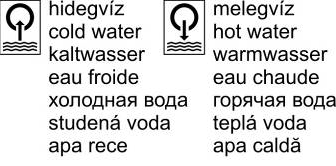 hidegvíz
cold water
kaltwasser
eau froide
холодная вода
studená voda
apa rece
melegvíz
hot water
warmwasser
eau chaude
горячая вода
teplá voda
apa caldă